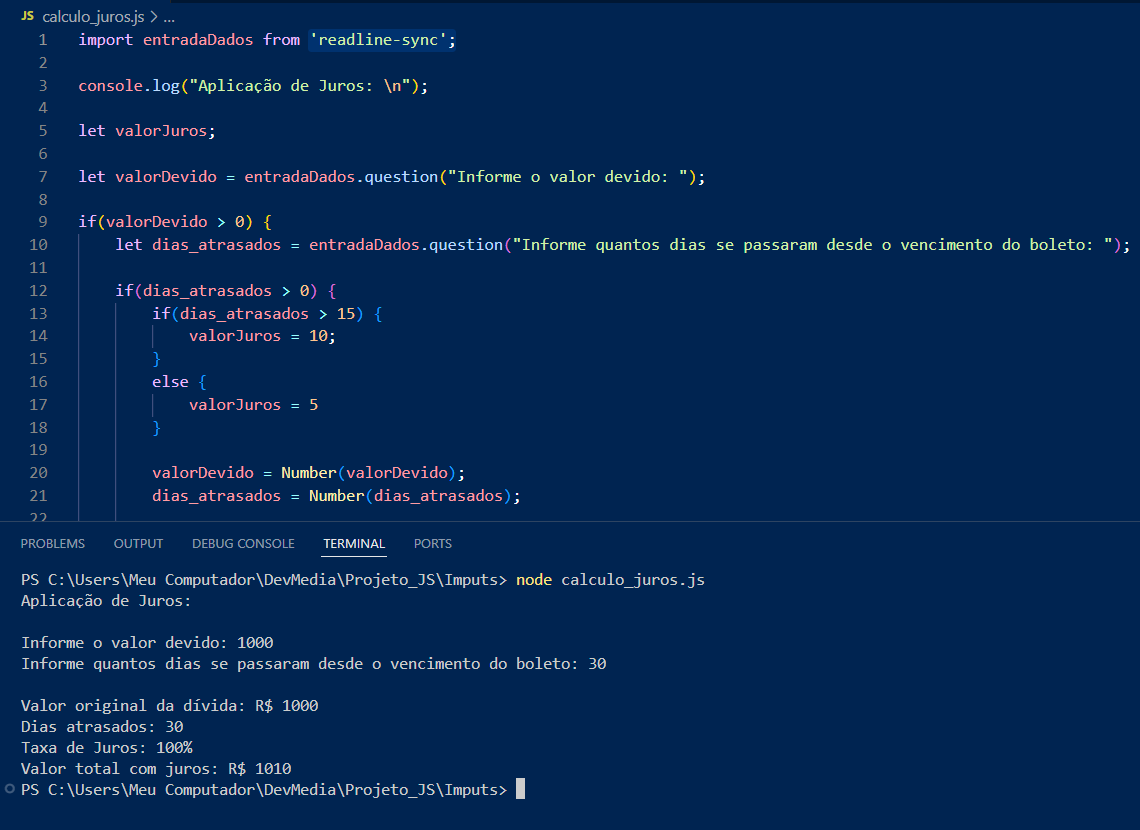 JS calculo_juros.js > ...
1 import entradaDados from 'readline-sync';
2
3 console.log("Aplicação de Juros: \n");
4
5 let valorJuros;
6
7 let valorDevido = entradaDados.question("Informe o valor devido: ");
8
9 if(valorDevido > 0) {
10 let dias_atrasados = entradaDados.question("Informe quantos dias se passaram desde o vencimento do boleto: ");
11
12 if(dias_atrasados > 0) {
13 if(dias_atrasados > 15) {
14 valorJuros = 10;
15 }
16 else {
17 valorJuros = 5
18 }
19
20 valorDevido = Number(valorDevido);
21 dias_atrasados = Number(dias_atrasados);
22
PROBLEMS OUTPUT DEBUG CONSOLE TERMINAL PORTS
PS C:\Users\Meu Computador\DevMedia\Projeto_JS\Imputs> node calculo_juros.js
Aplicação de Juros:
Informe o valor devido: 1000
Informe quantos dias se passaram desde o vencimento do boleto: 30
Valor original da dívida: R$ 1000
Dias atrasados: 30
Taxa de Juros: 100%
Valor total com juros: R$ 1010
PS C:\Users\Meu Computador\DevMedia\Projeto_JS\Imputs>